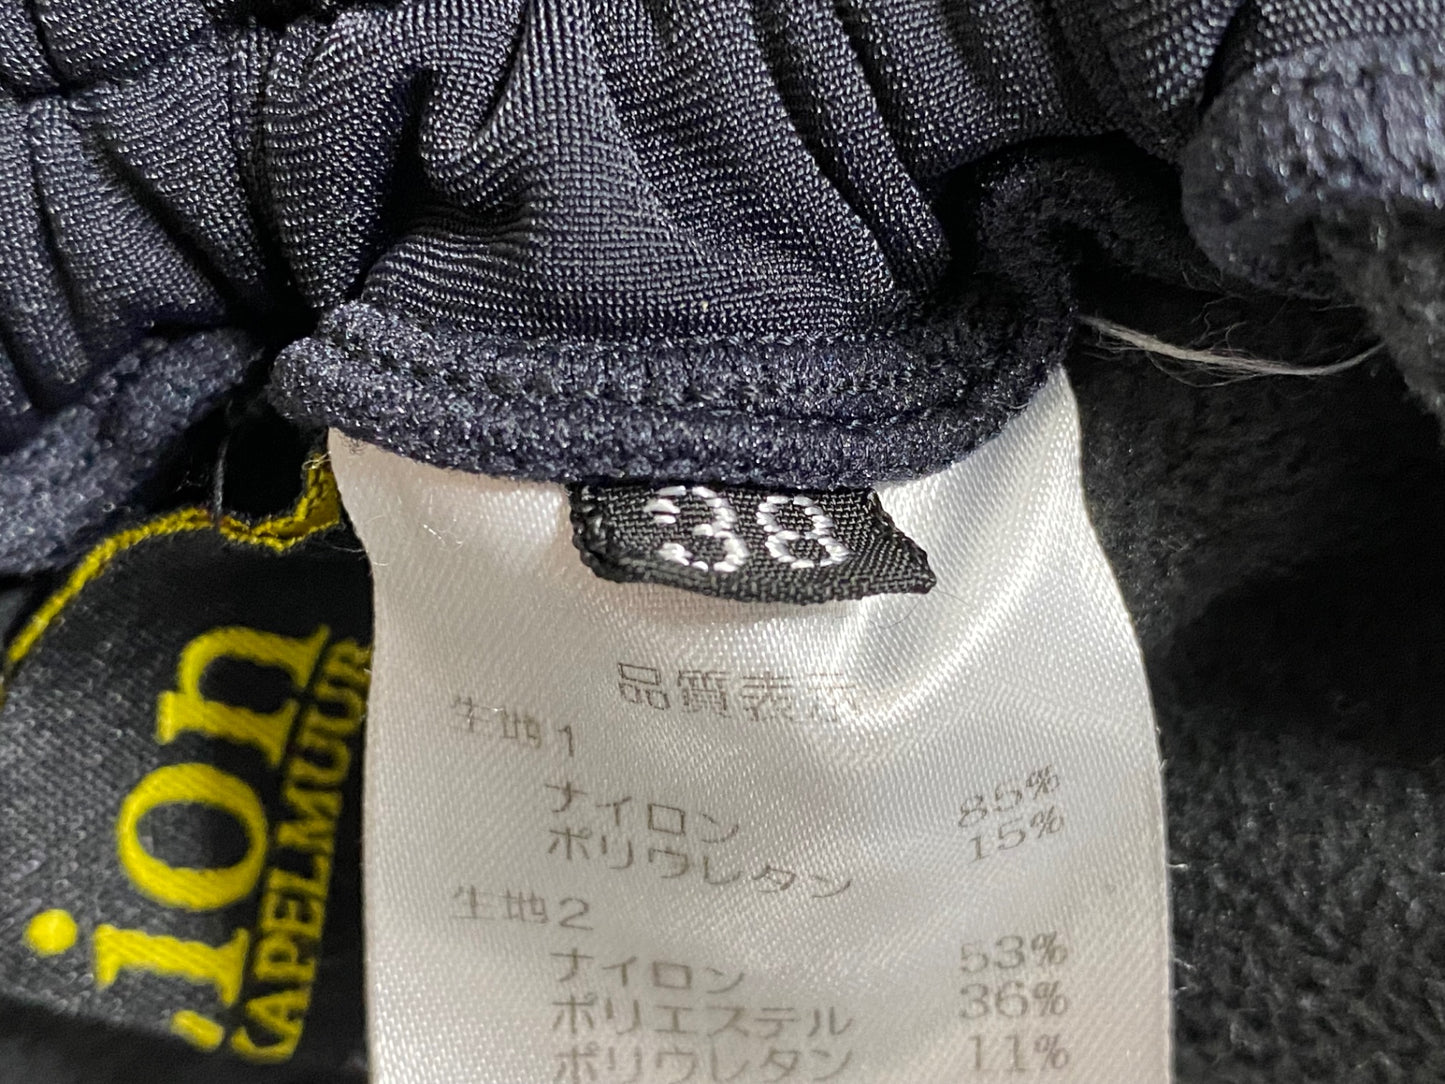 38
品質表示
生地1
ナイロン 85%
ポリウレタン 15%
生地2
ナイロン 53%
ポリエステル 36%
ポリウレタン 11%
.ion
KAPELMUUR